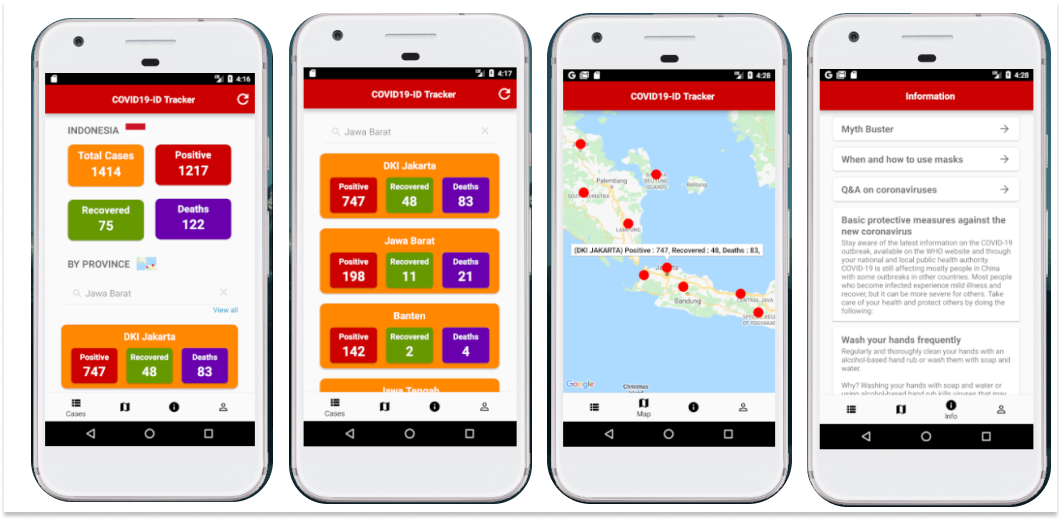 4:16
COVID19-ID Tracker
INDONESIA
Total Cases
1414
Positive
1217
Recovered
75
Deaths
122
BY PROVINCE
Jawa Barat
View all
DKI Jakarta
Positive
747
Recovered
48
Deaths
83
Cases
4:17
COVID19-ID Tracker
Jawa Barat
DKI Jakarta
Positive
747
Recovered
48
Deaths
83
Jawa Barat
Positive
198
Recovered
11
Deaths
21
Banten
Positive
142
Recovered
2
Deaths
4
Jawa Tengah
Cases
G
4:28
COVID19-ID Tracker
Palembang
BELITUNG
ISLANDS
Belitung
SOUTH SUMATRA
LAMPUNG
(DKI JAKARTA) Positive : 747, Recovered : 48, Deaths : 83,
Jakarta
Bandung
CENTRAL JAVA
SPECIAL REG
OF YOGYAKAR
Google
Christmas
Map
G
4:28
Information
Myth Buster
When and how to use masks
Q&A on coronaviruses
Basic protective measures against the
new coronavirus
Stay aware of the latest information on the COVID-19
outbreak, available on the WHO website and through
your national and local public health authority.
COVID-19 is still affecting mostly people in China
with some outbreaks in other countries. Most people
who become infected experience mild illness and
recover, but it can be more severe for others. Take
care of your health and protect others by doing the
following:
Wash your hands frequently
Regularly and thoroughly clean your hands with an
alcohol-based hand rub or wash them with soap and
water.
Why? Washing your hands with soap and water or
using alcohol-based hand rub kills viruses that may
Info